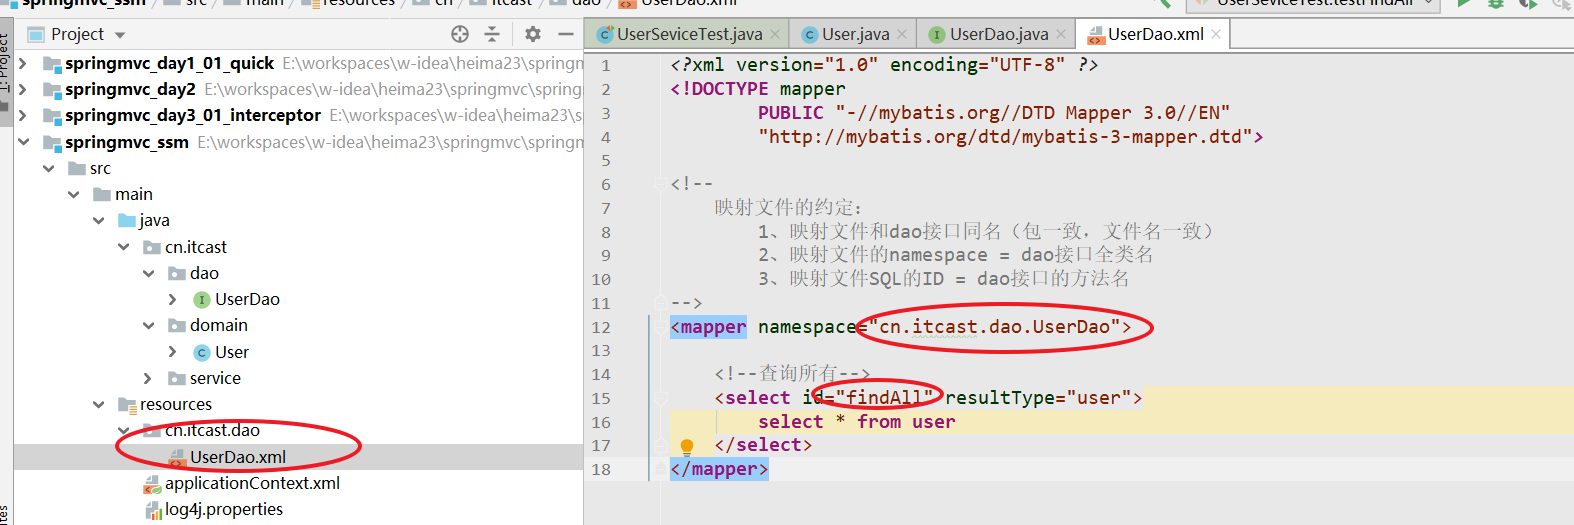 springmvc_ssm src main resources cn itcast dao UserDao.xml UserSeviceTest.testFindAll
Project
UserSeviceTest.java User.java UserDao.java UserDao.xml
1: Project
springmvc_day1_01_quick E:\workspaces\w-idea\heima23\springmvc\springm
springmvc_day2 E:\workspaces\w-idea\heima23\springmvc\spring
springmvc_day3_01_interceptor E:\workspaces\w-idea\heima23\s
springmvc_ssm E:\workspaces\w-idea\heima23\springmvc\springm
src
main
java
cn.itcast
dao
UserDao
domain
User
service
resources
cn.itcast.dao
UserDao.xml
applicationContext.xml
log4j.properties
1 <?xml version="1.0" encoding="UTF-8" ?>
2 <!DOCTYPE mapper
3 PUBLIC "-//mybatis.org//DTD Mapper 3.0//EN"
4 "http://mybatis.org/dtd/mybatis-3-mapper.dtd">
5
6 <!--
7 映射文件的约定：
8 1、映射文件和dao接口同名（包一致，文件名一致）
9 2、映射文件的namespace = dao接口全类名
10 3、映射文件SQL的ID = dao接口的方法名
11 -->
12 <mapper namespace="cn.itcast.dao.UserDao">
13
14 <!--查询所有-->
15 <select id="findAll" resultType="user">
16 select * from user
17 </select>
18 </mapper>